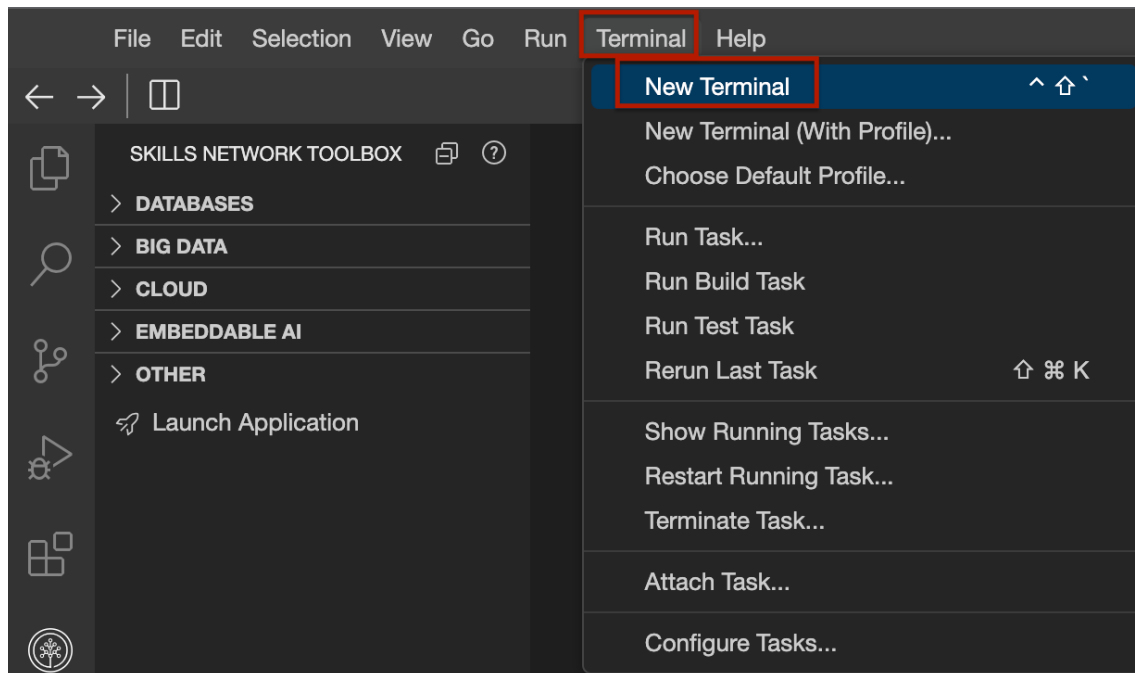 File Edit Selection View Go Run Terminal Help
SKILLS NETWORK TOOLBOX
DATABASES
BIG DATA
CLOUD
EMBEDDABLE AI
OTHER
Launch Application
New Terminal ^ ⇧ `
New Terminal (With Profile)...
Choose Default Profile...
Run Task...
Run Build Task
Run Test Task
Rerun Last Task ⇧ ⌘ K
Show Running Tasks...
Restart Running Task...
Terminate Task...
Attach Task...
Configure Tasks...